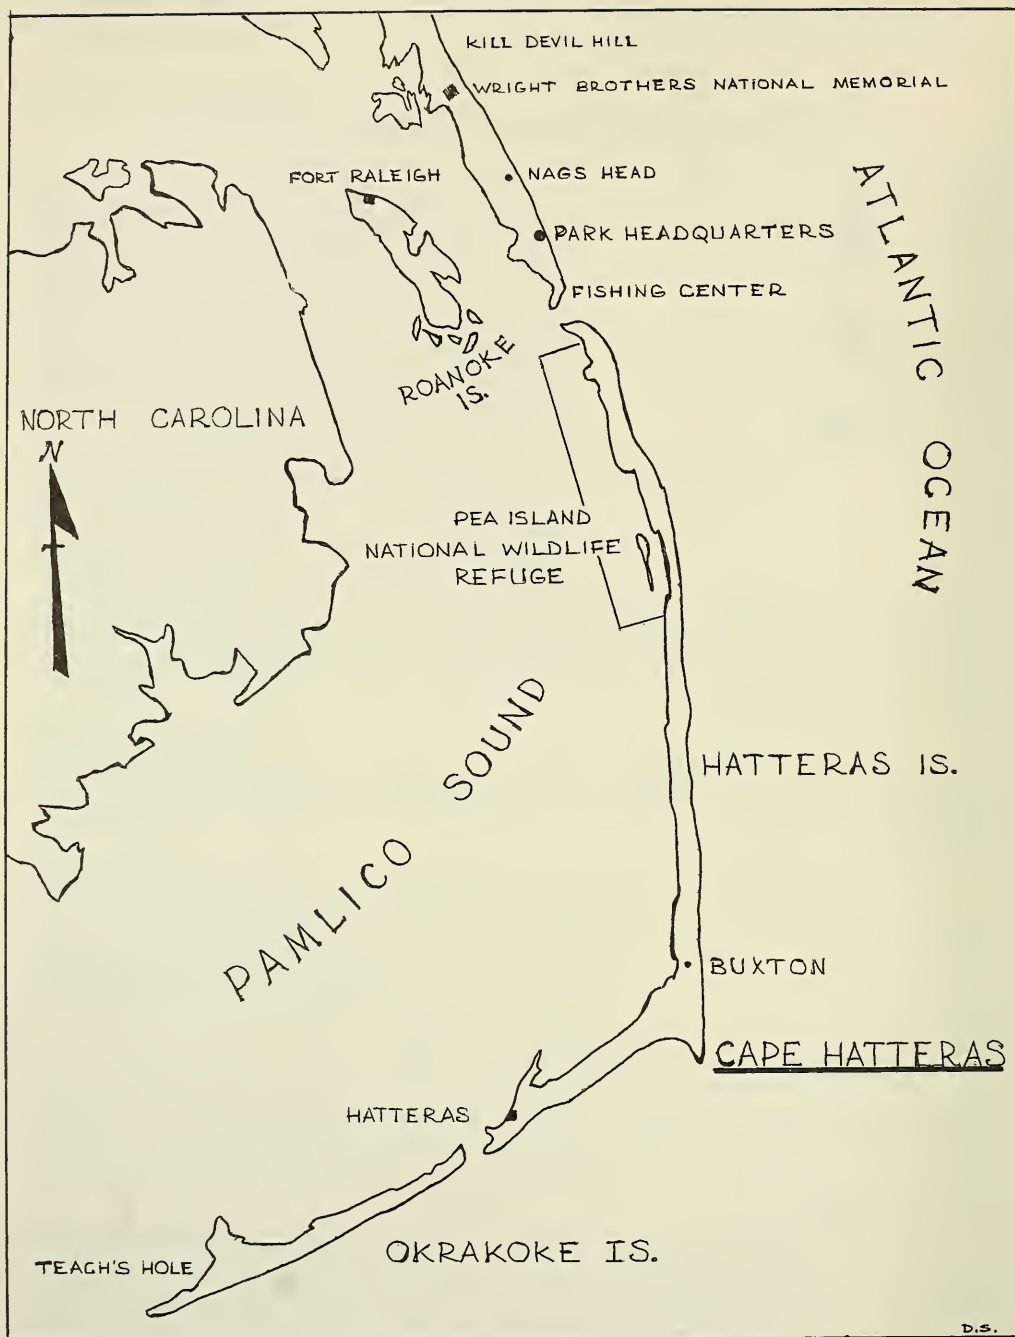 KILL DEVIL HILL
WRIGHT BROTHERS NATIONAL MEMORIAL
FORT RALEIGH
NAGS HEAD
PARK HEADQUARTERS
FISHING CENTER
ATLANTIC OCEAN
ROANOKE
IS.
NORTH CAROLINA
N
PEA ISLAND
NATIONAL WILDLIFE
REFUGE
PAMLICO SOUND
HATTERAS IS.
BUXTON
CAPE HATTERAS
HATTERAS
OKRAKOKE IS.
TEACH'S HOLE
D.S.